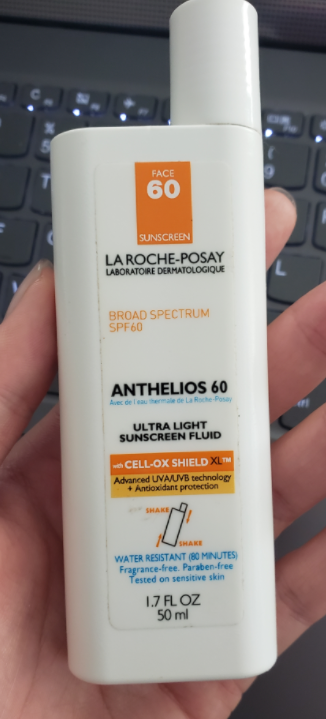 FACE
60
SUNSCREEN
LA ROCHE-POSAY
LABORATOIRE DERMATOLOGIQUE
BROAD SPECTRUM
SPF60
ANTHELIOS 60
Avec de l'eau thermale de La Roche-Posay
ULTRA LIGHT
SUNSCREEN FLUID
with CELL-OX SHIELD XL™
Advanced UVA/UVB technology
+ Antioxidant protection
SHAKE
SHAKE
WATER RESISTANT (80 MINUTES)
Fragrance-free. Paraben-free
Tested on sensitive skin
1.7 FL OZ
50 ml